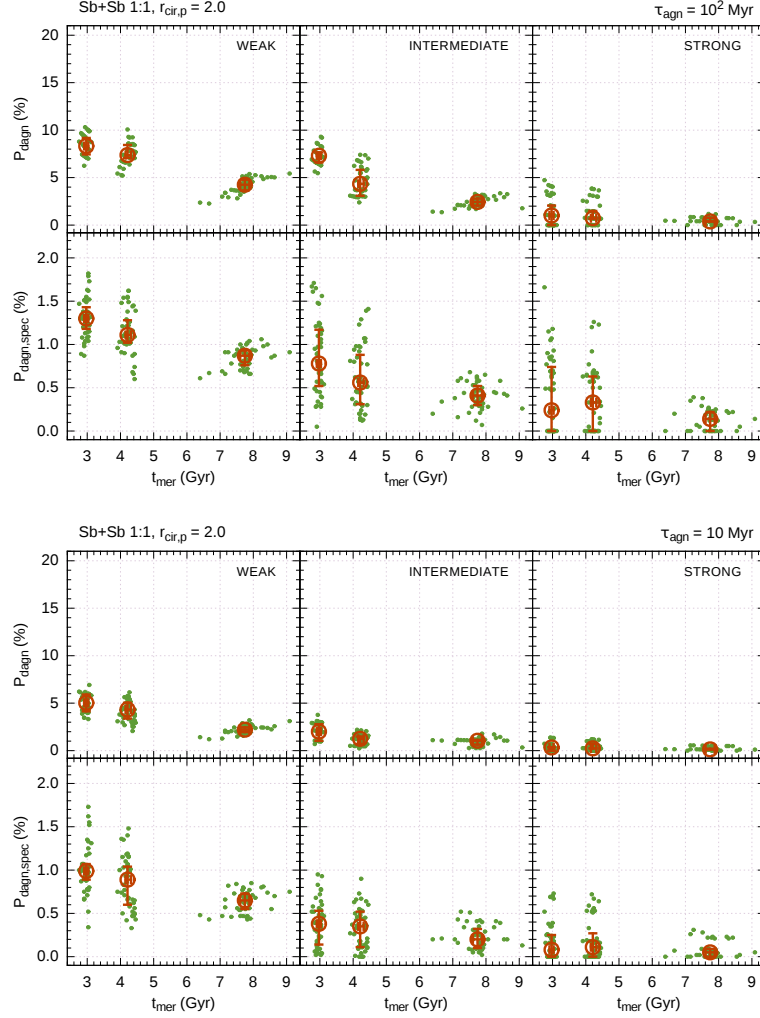 Sb+Sb 1:1, r_cir,p = 2.0 τ_agn = 10² Myr
WEAK INTERMEDIATE STRONG
20
15
10
5
0
P_dagn (%)
2.0
1.5
1.0
0.5
0.0
P_dagn,spec (%)
3 4 5 6 7 8 9 3 4 5 6 7 8 9 3 4 5 6 7 8 9
t_mer (Gyr) t_mer (Gyr) t_mer (Gyr)
Sb+Sb 1:1, r_cir,p = 2.0 τ_agn = 10 Myr
WEAK INTERMEDIATE STRONG
20
15
10
5
0
P_dagn (%)
2.0
1.5
1.0
0.5
0.0
P_dagn,spec (%)
3 4 5 6 7 8 9 3 4 5 6 7 8 9 3 4 5 6 7 8 9
t_mer (Gyr) t_mer (Gyr) t_mer (Gyr)